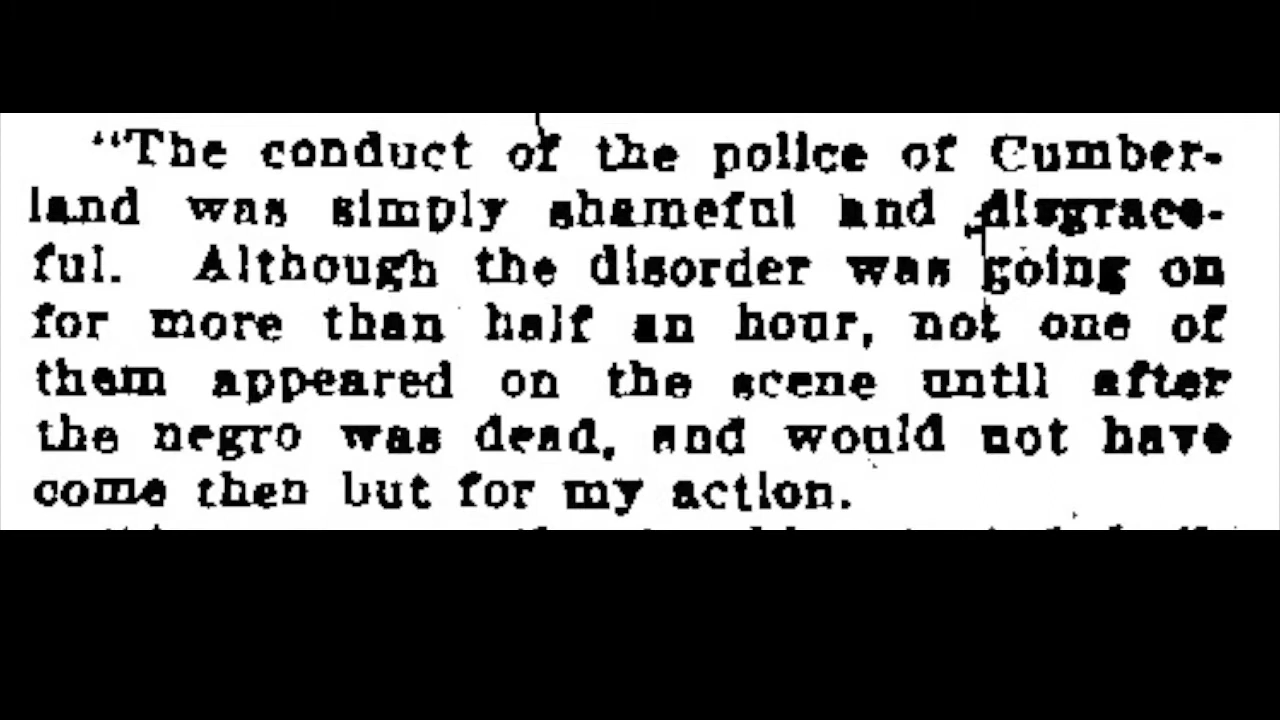 "The conduct of the police of Cumber-
land was simply shameful and disgrace-
ful. Although the disorder was going on
for more than half an hour, not one of
them appeared on the scene until after
the negro was dead, and would not have
come then but for my action.